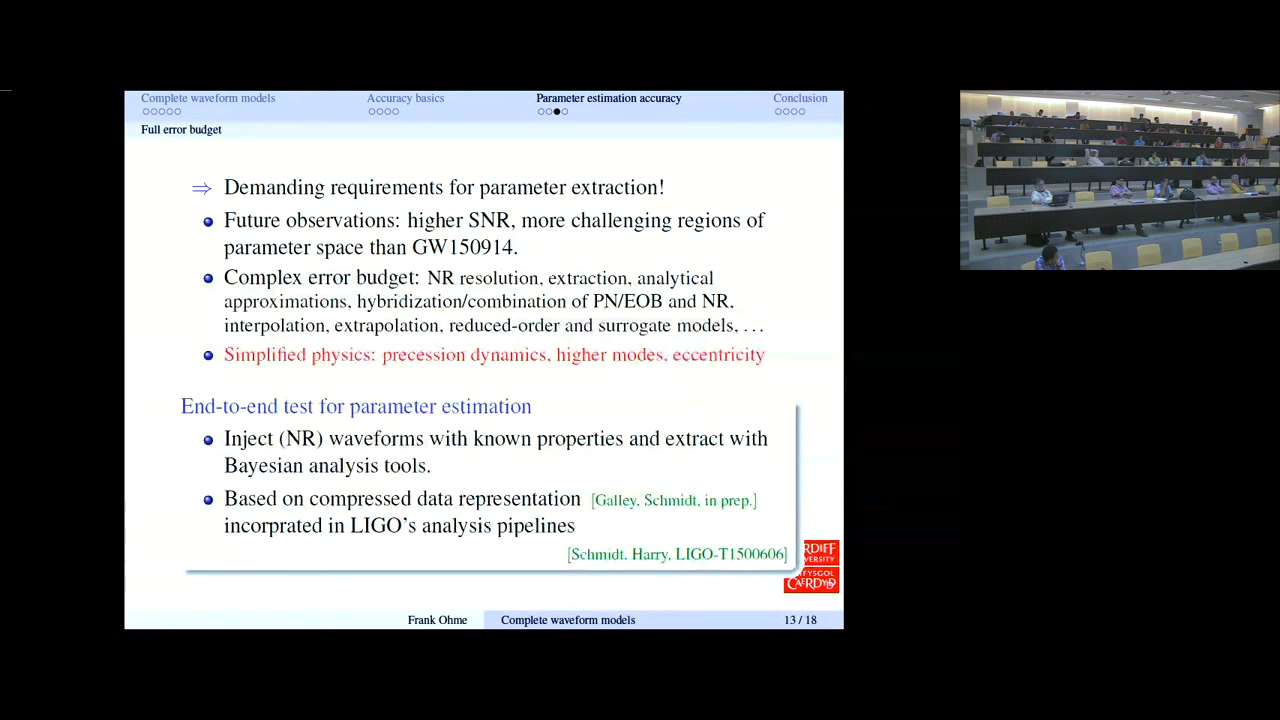 Complete waveform models Accuracy basics Parameter estimation accuracy Conclusion
Full error budget
⇒ Demanding requirements for parameter extraction!
Future observations: higher SNR, more challenging regions of
parameter space than GW150914.
Complex error budget: NR resolution, extraction, analytical
approximations, hybridization/combination of PN/EOB and NR,
interpolation, extrapolation, reduced-order and surrogate models, ...
Simplified physics: precession dynamics, higher modes, eccentricity
End-to-end test for parameter estimation
Inject (NR) waveforms with known properties and extract with
Bayesian analysis tools.
Based on compressed data representation [Galley, Schmidt, in prep.]
incorprated in LIGO's analysis pipelines
[Schmidt, Harry, LIGO-T1500606]
Frank Ohme Complete waveform models 13 / 18